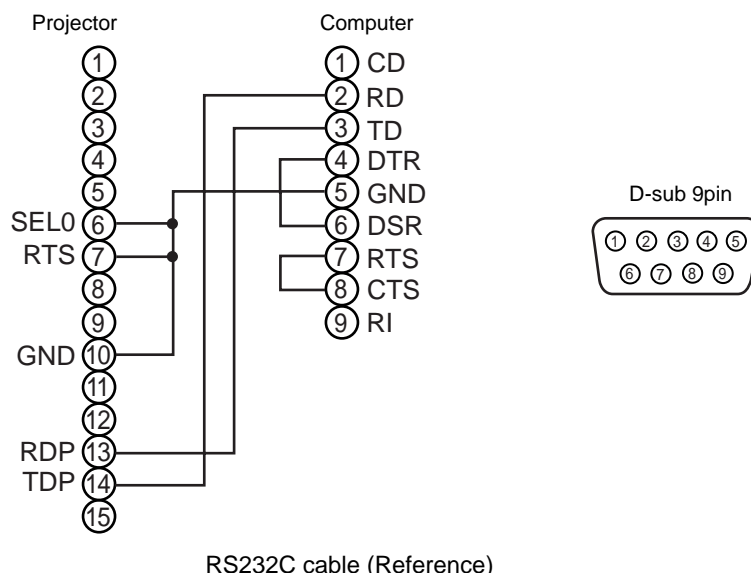 Projector
1
2
3
4
5
SEL0 6
RTS 7
8
9
GND 10
11
12
RDP 13
TDP 14
15
Computer
1 CD
2 RD
3 TD
4 DTR
5 GND
6 DSR
7 RTS
8 CTS
9 RI
D-sub 9pin
1 2 3 4 5
6 7 8 9
RS232C cable (Reference)